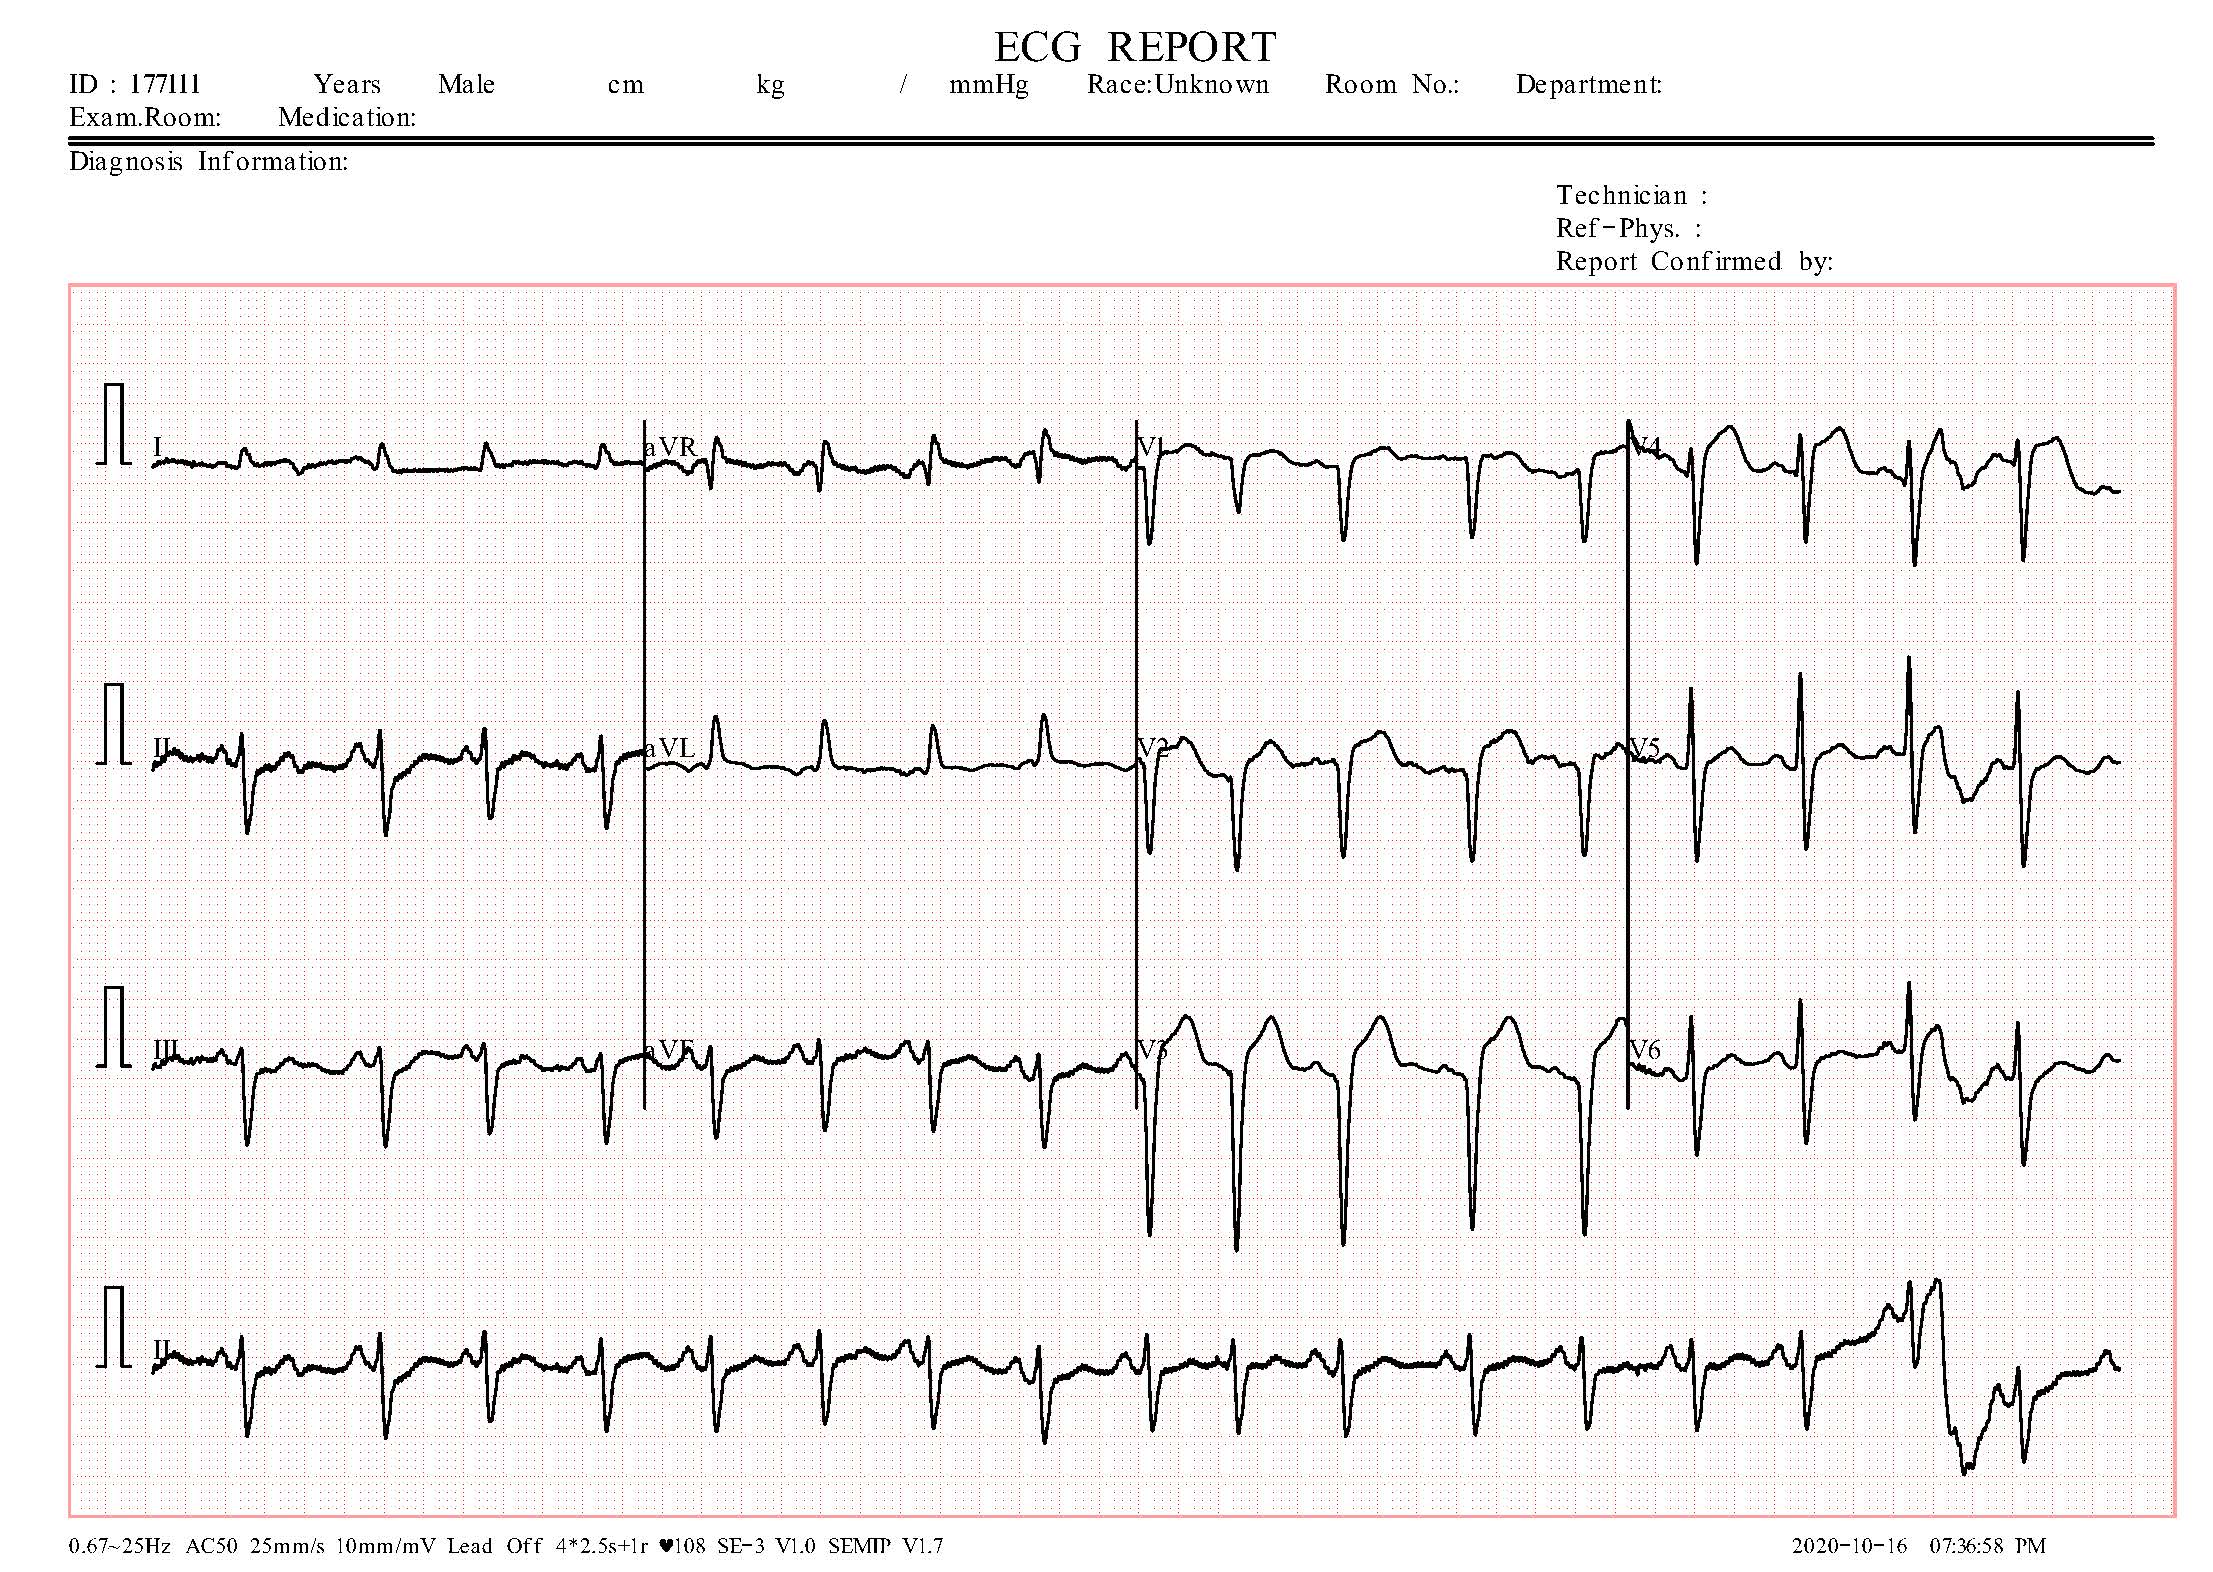 ECG REPORT
ID : 177111 Years Male cm kg / mmHg Race:Unknown Room No.: Department:
Exam.Room: Medication:
Diagnosis Information:
Technician :
Ref-Phys. :
Report Confirmed by:
I aVR V1 V4
II aVL V2 V5
III aVF V3 V6
II
0.67~25Hz AC50 25mm/s 10mm/mV Lead Off 4*2.5s+1r ♥108 SE-3 V1.0 SEMIP V1.7 2020-10-16 07:36:58 PM